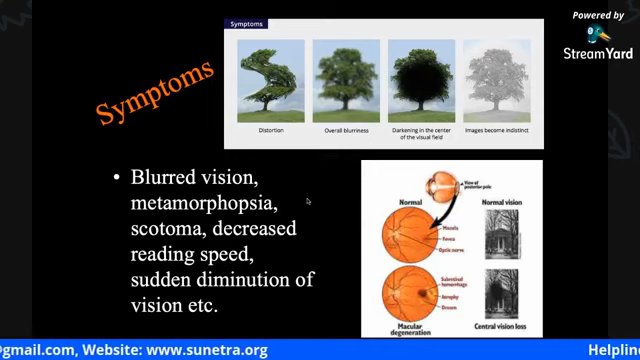 Powered by
StreamYard
Symptoms
Symptoms
Distortion
Overall blurriness
Darkening in the center
of the visual field
Images become indistinct
• Blurred vision,
metamorphopsia,
scotoma, decreased
reading speed,
sudden diminution of
vision etc.
View of
posterior pole
Normal
Normal vision
Macula
Fovea
Optic nerve
Subretinal
hemorrhage
Atrophy
Drusen
Macular
degeneration
Central vision loss
@gmail.com, Website: www.sunetra.org
Helplin